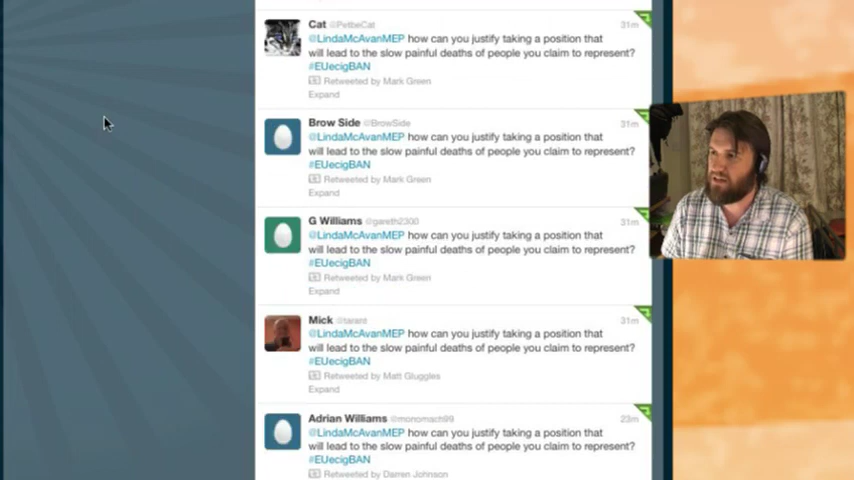 Cat @PetbeCat 31m
@LindaMcAvanMEP how can you justify taking a position that
will lead to the slow painful deaths of people you claim to represent?
#EUecigBAN
Retweeted by Mark Green
Expand
Brow Side @BrowSide 31m
@LindaMcAvanMEP how can you justify taking a position that
will lead to the slow painful deaths of people you claim to represent?
#EUecigBAN
Retweeted by Mark Green
Expand
G Williams @gareth2300 31m
@LindaMcAvanMEP how can you justify taking a position that
will lead to the slow painful deaths of people you claim to represent?
#EUecigBAN
Retweeted by Mark Green
Expand
Mick @tarant 31m
@LindaMcAvanMEP how can you justify taking a position that
will lead to the slow painful deaths of people you claim to represent?
#EUecigBAN
Retweeted by Matt Gluggles
Expand
Adrian Williams @monomach99 23m
@LindaMcAvanMEP how can you justify taking a position that
will lead to the slow painful deaths of people you claim to represent?
#EUecigBAN
Retweeted by Darren Johnson